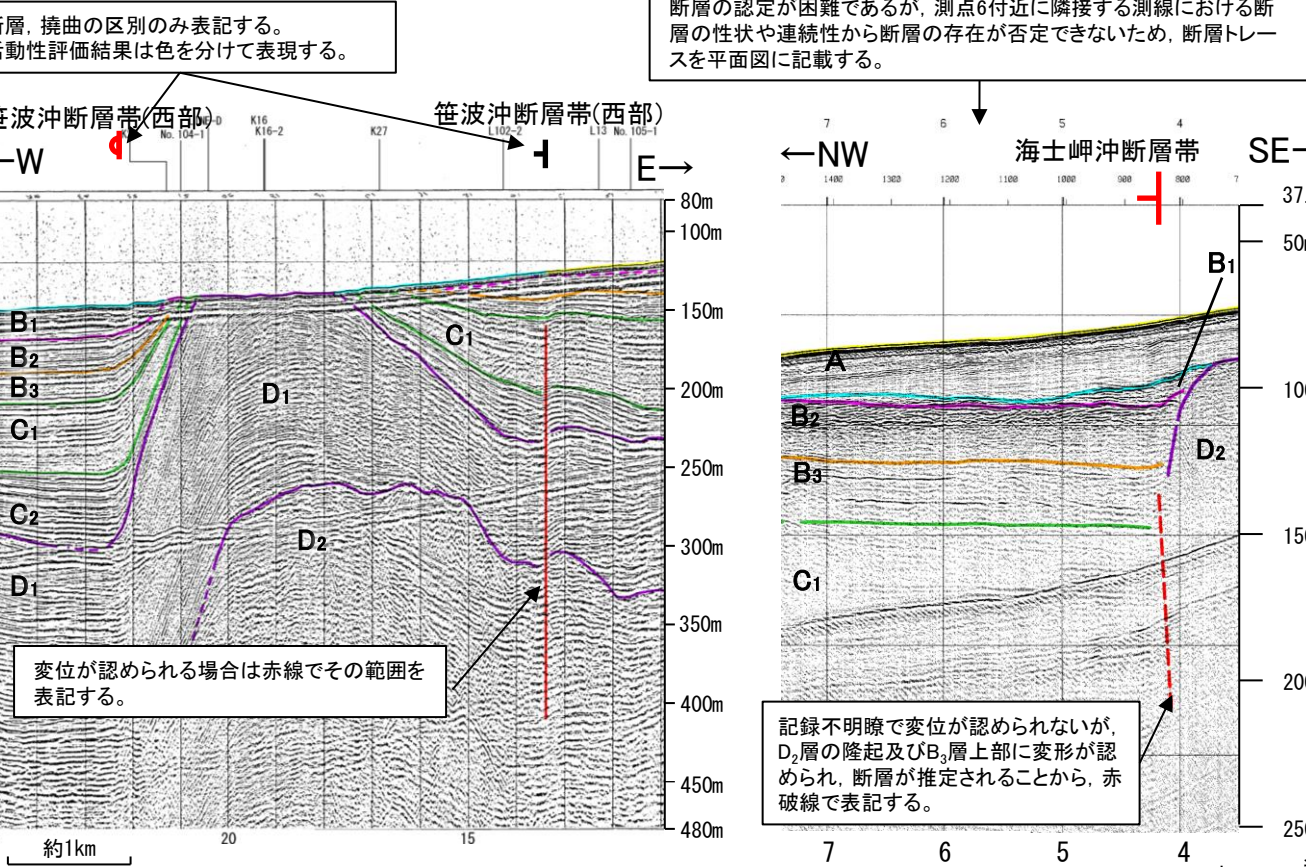 層, 撓曲の区別のみ表記する。
活動性評価結果は色を分けて表現する。
断層の認定が困難であるが, 測点6付近に隣接する測線における断
層の性状や連続性から断層の存在が否定できないため, 断層トレー
スを平面図に記載する。
笹波沖断層帯(西部)
笹波沖断層帯(西部)
No. 104-1
K16
K16-2
K27
L102-2
L13
No. 105-1
←W
E→
80m
100m
150m
200m
250m
300m
350m
400m
450m
480m
B1
B2
B3
C1
C2
D1
D1
D2
C1
変位が認められる場合は赤線でその範囲を
表記する。
20
15
約1km
7 6 5 4
←NW
海士岬沖断層帯
SE
1400 1300 1200 1100 1000 900 800
37.
50
100
150
200
250
B1
A
B2
B3
C1
D2
記録不明瞭で変位が認められないが,
D2層の隆起及びB3層上部に変形が認
められ, 断層が推定されることから, 赤
破線で表記する。
7 6 5 4